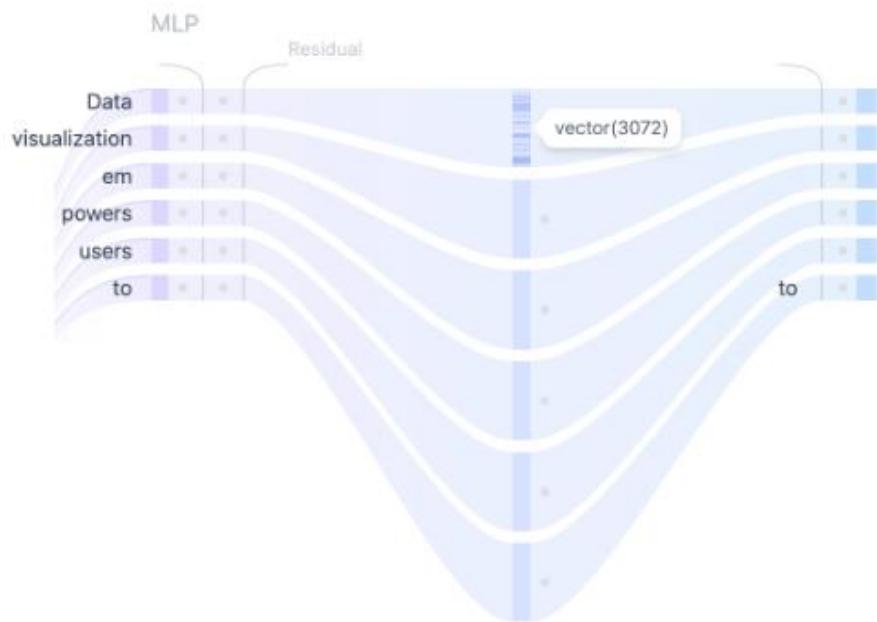 MLP
Residual
Data
vector(3072)
visualization
em
powers
users
to
to